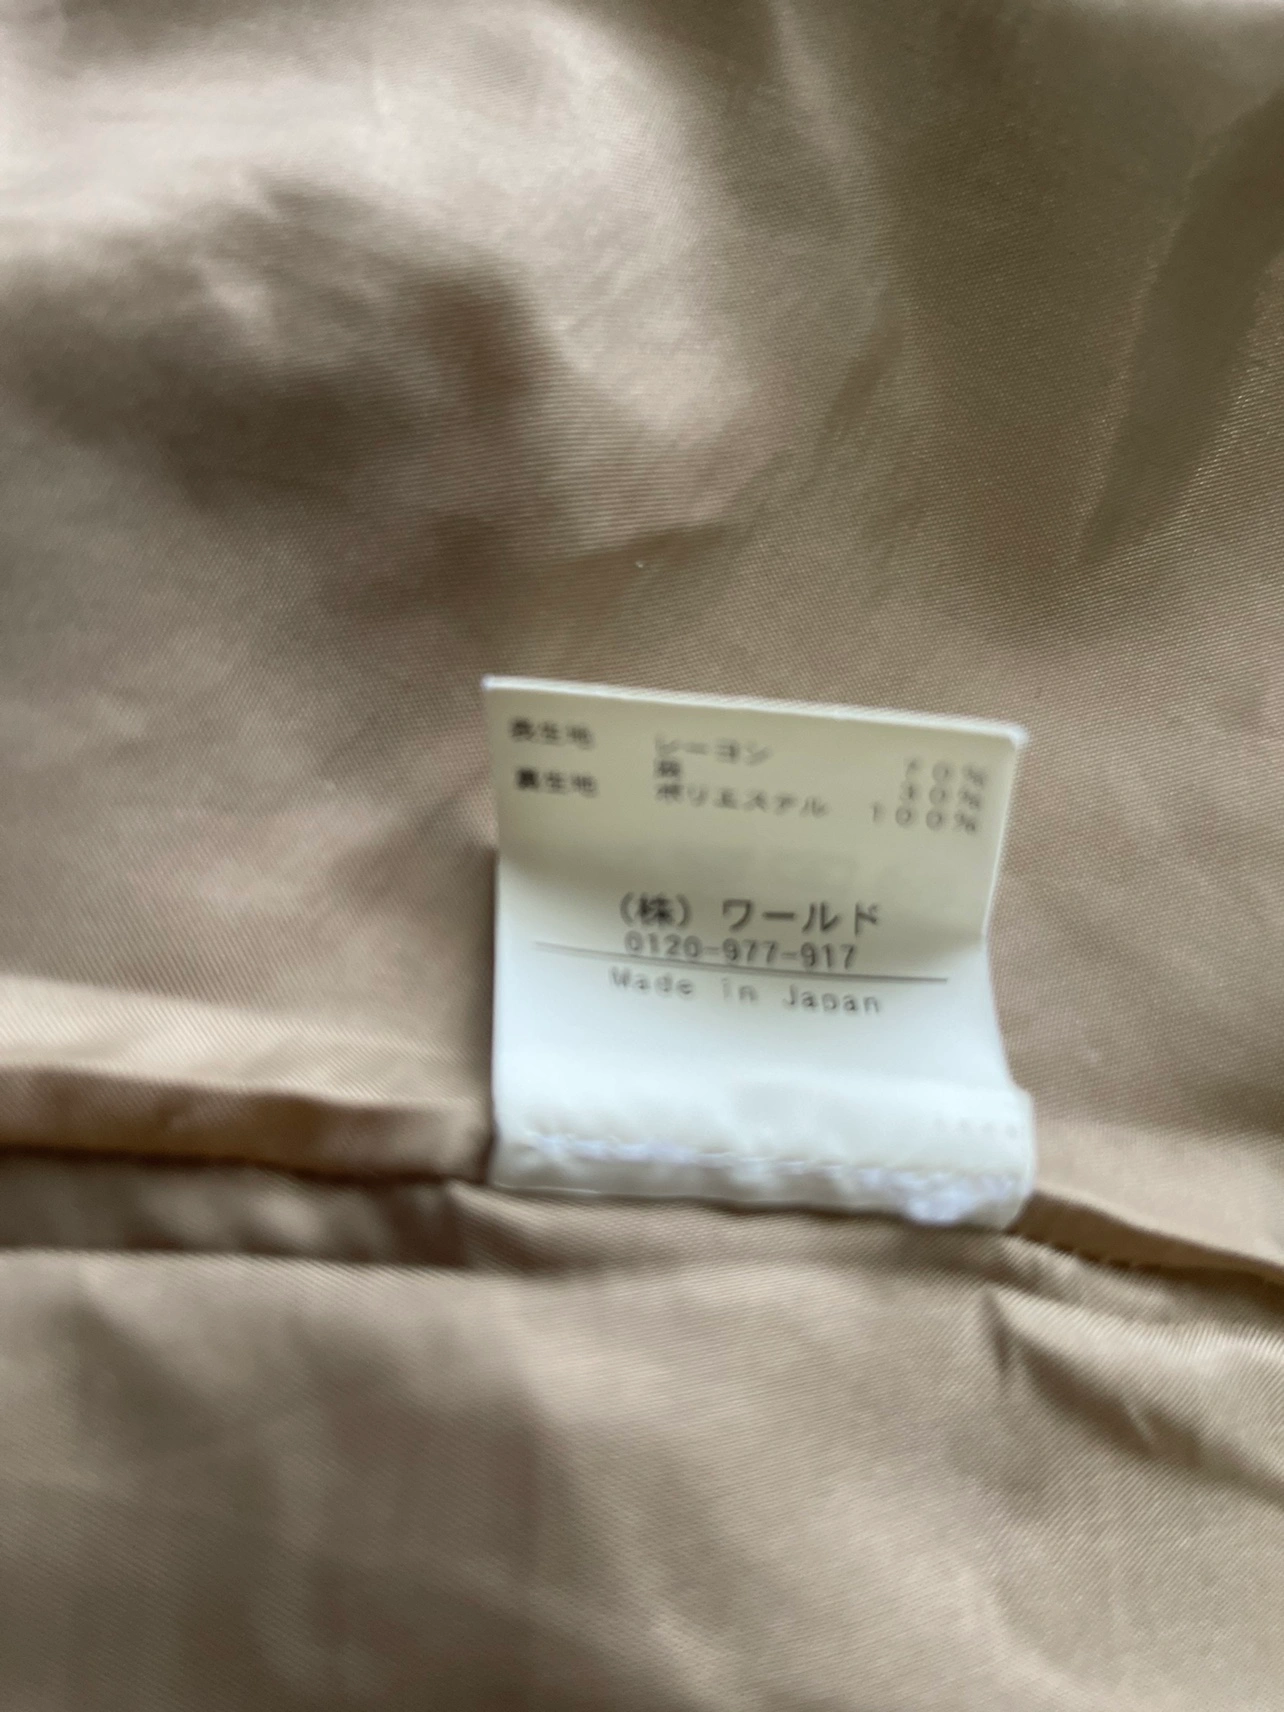 表生地 レーヨン 70%
麻 30%
裏生地 ポリエステル 100%
(株)ワールド
0120-977-917
Made in Japan